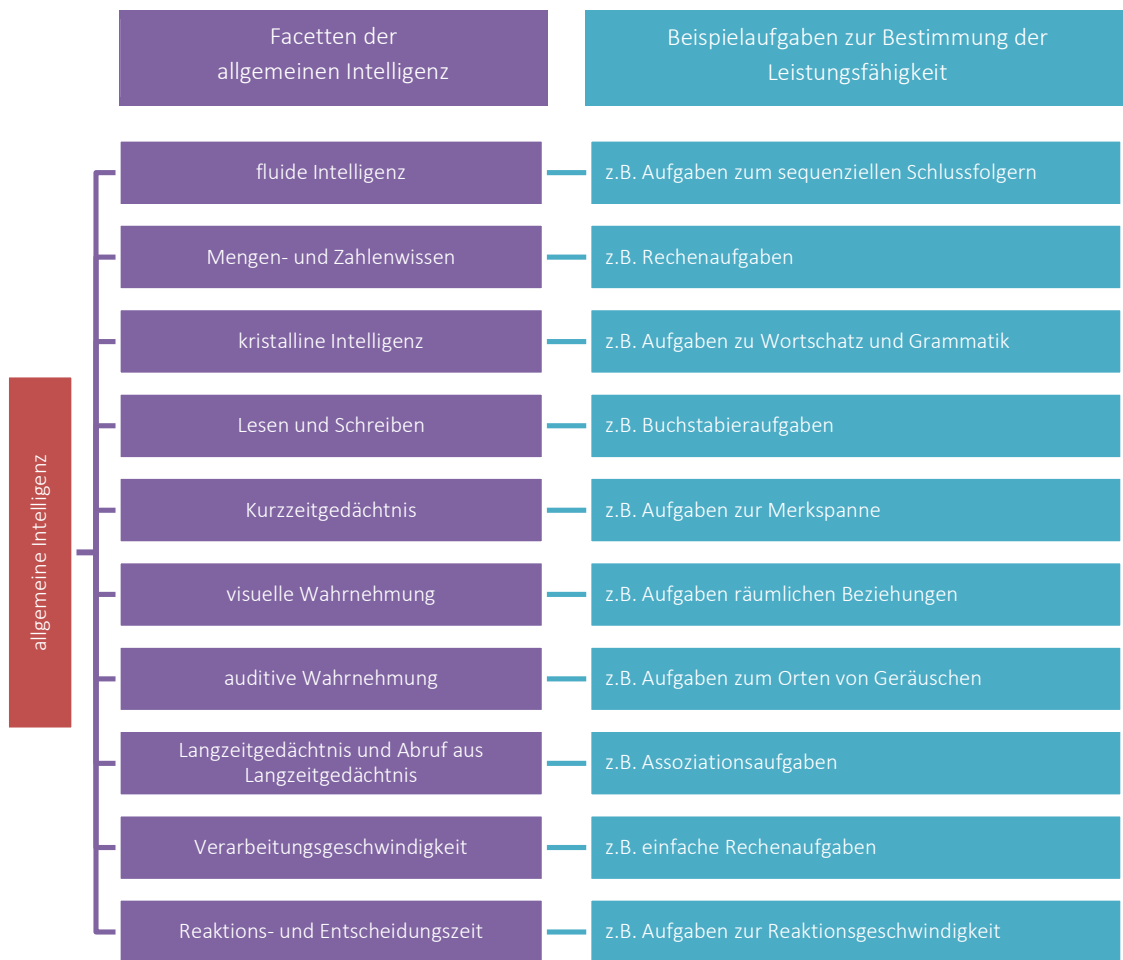 Facetten der
allgemeinen Intelligenz
Beispielaufgaben zur Bestimmung der
Leistungsfähigkeit
allgemeine Intelligenz
fluide Intelligenz
z.B. Aufgaben zum sequenziellen Schlussfolgern
Mengen- und Zahlenwissen
z.B. Rechenaufgaben
kristalline Intelligenz
z.B. Aufgaben zu Wortschatz und Grammatik
Lesen und Schreiben
z.B. Buchstabieraufgaben
Kurzzeitgedächtnis
z.B. Aufgaben zur Merkspanne
visuelle Wahrnehmung
z.B. Aufgaben räumlichen Beziehungen
auditive Wahrnehmung
z.B. Aufgaben zum Orten von Geräuschen
Langzeitgedächtnis und Abruf aus
Langzeitgedächtnis
z.B. Assoziationsaufgaben
Verarbeitungsgeschwindigkeit
z.B. einfache Rechenaufgaben
Reaktions- und Entscheidungszeit
z.B. Aufgaben zur Reaktionsgeschwindigkeit